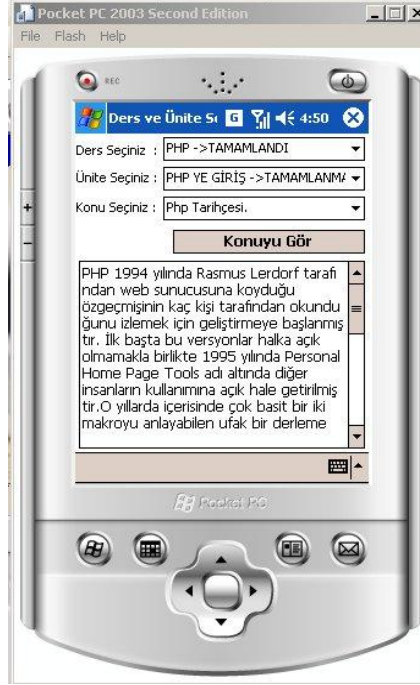 Pocket PC 2003 Second Edition
File Flash Help
REC
Ders ve Ünite Se G 4:50
Ders Seçiniz : PHP ->TAMAMLANDI
Ünite Seçiniz : PHP YE GİRİŞ ->TAMAMLANMA
Konu Seçiniz : Php Tarihçesi.
Konuyu Gör
PHP 1994 yılında Rasmus Lerdorf tarafı
ndan web sunucusuna koyduğu
özgeçmişinin kaç kişi tarafından okundu
ğunu izlemek için geliştirmeye başlanmış
tır. İlk başta bu versyonlar halka açık
olmamakla birlikte 1995 yılında Personal
Home Page Tools adı altında diğer
insanların kullanımına açık hale getirilmiş
tir.O yıllarda içerisinde çok basit bir iki
makroyu anlayabilen ufak bir derleme
Pocket PC